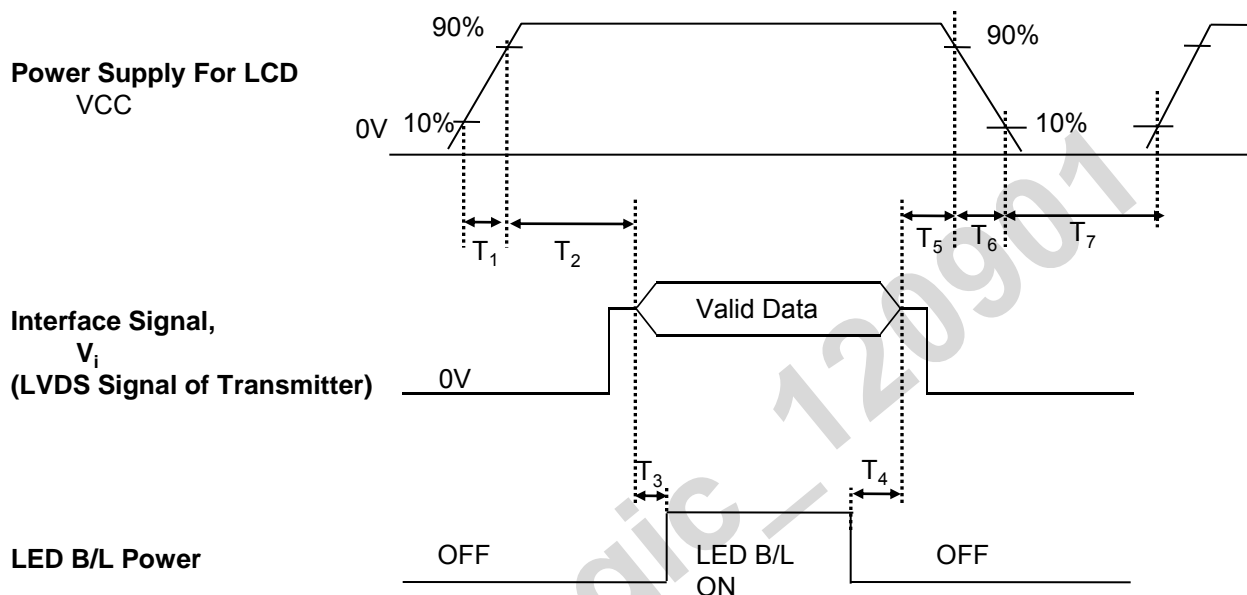 90%
90%
Power Supply For LCD
VCC
0V
10%
10%
T1
T2
T5
T6
T7
Interface Signal,
Vi
(LVDS Signal of Transmitter)
0V
Valid Data
T3
T4
LED B/L Power
OFF
LED B/L
ON
OFF
gic_120901